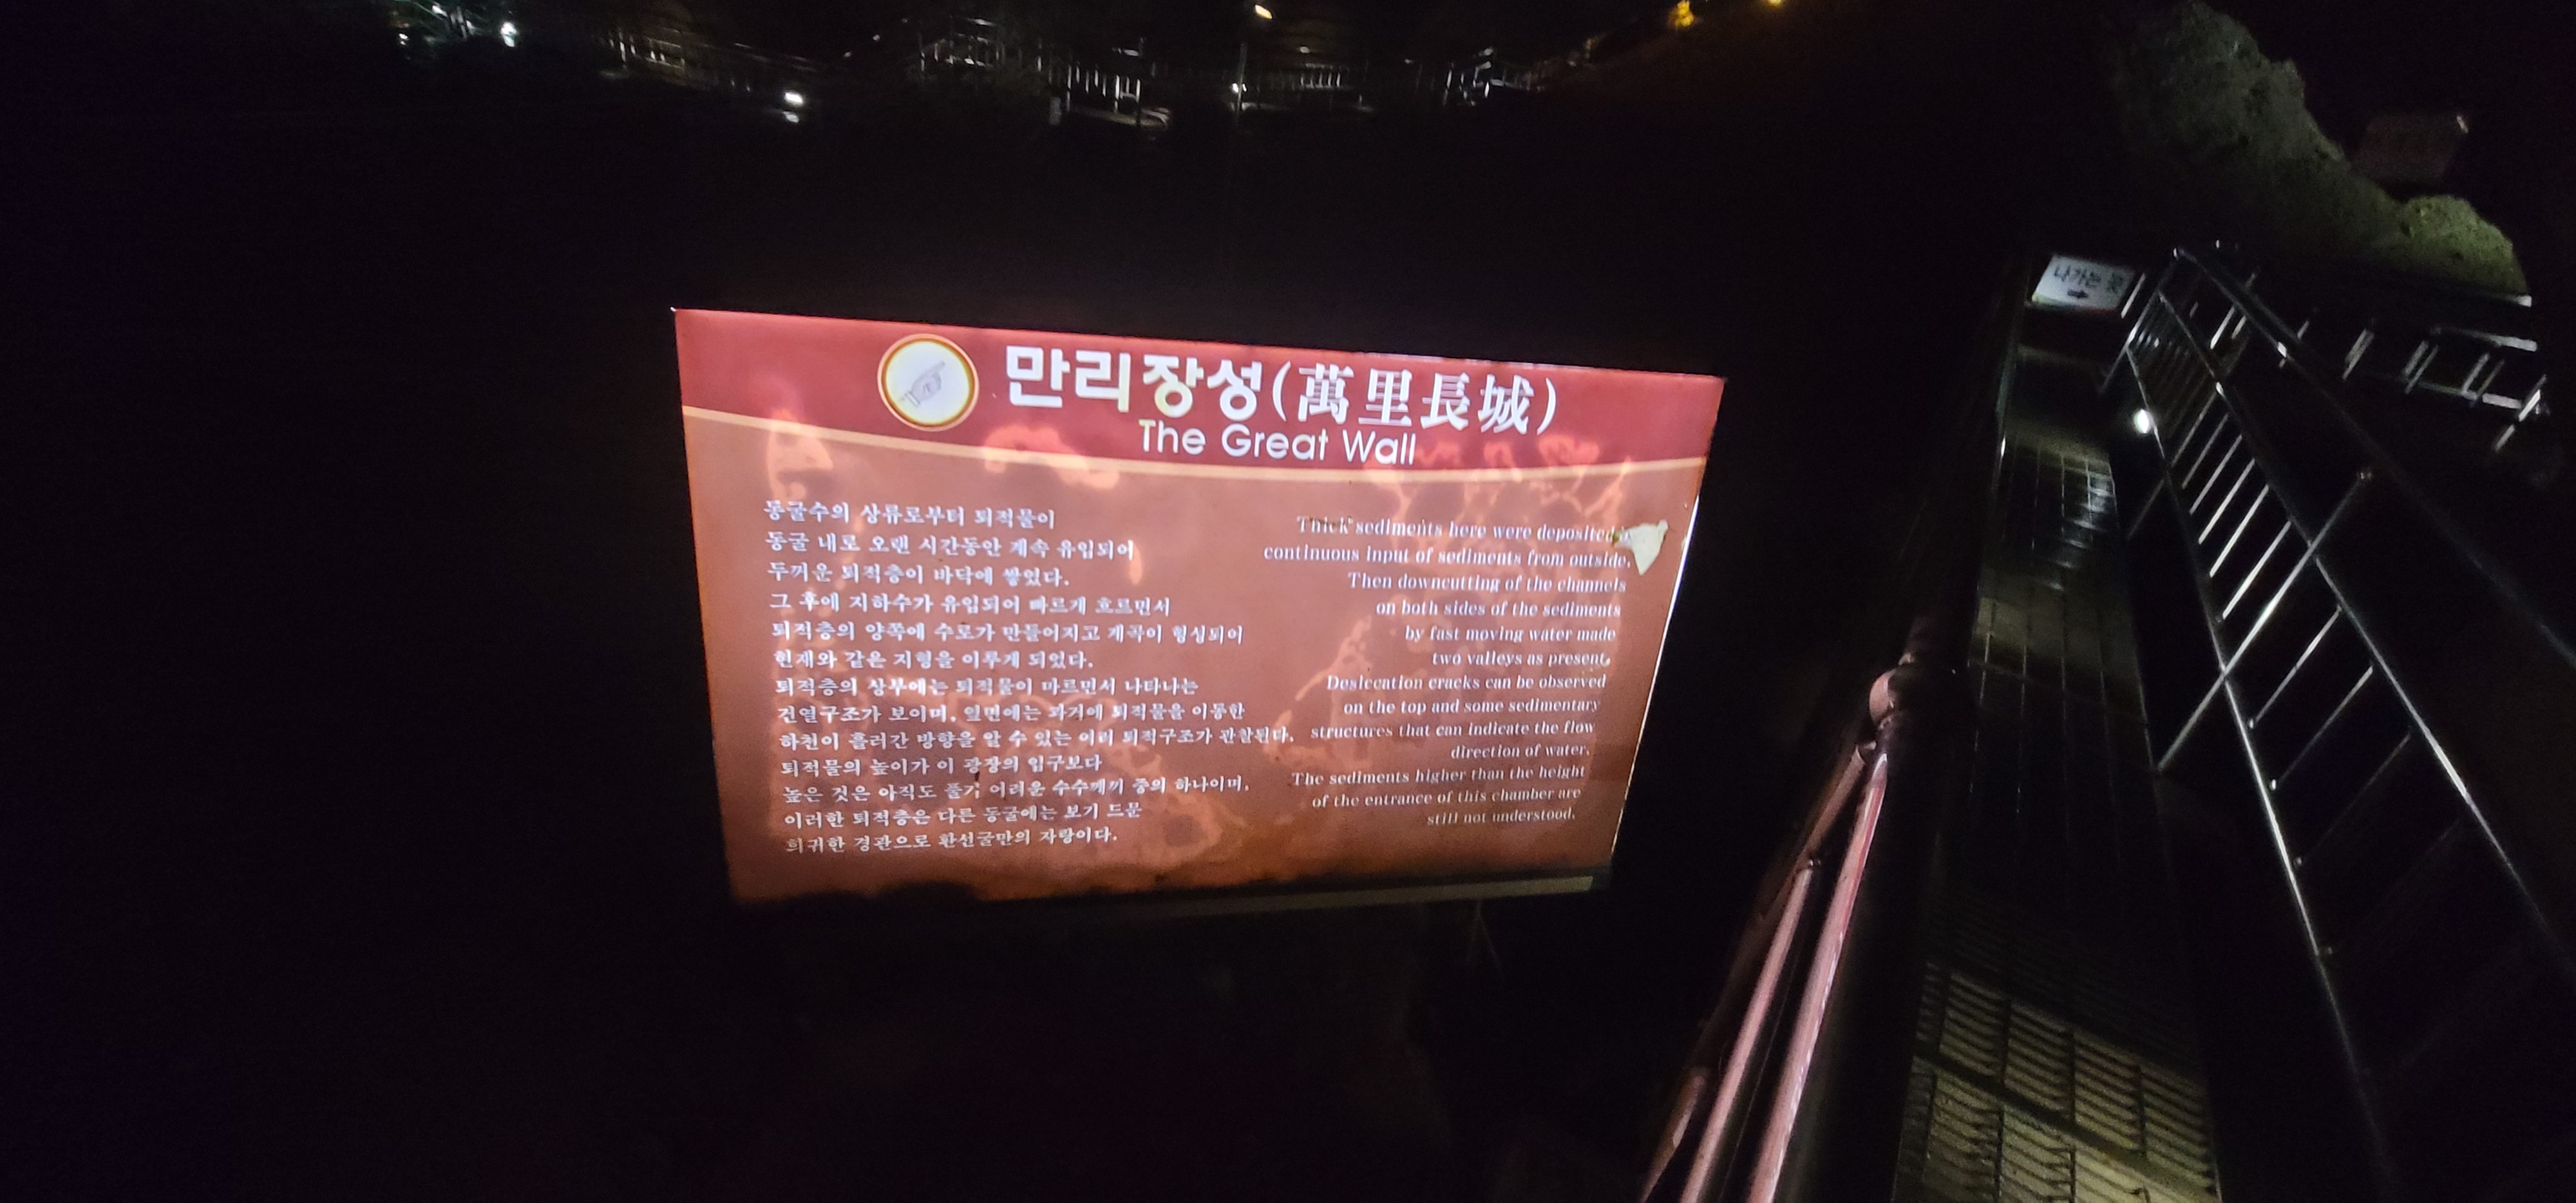 만리장성(萬里長城)
The Great Wall
동굴수의 상류로부터 퇴적물이
동굴 내로 오랜 시간동안 계속 유입되어
두꺼운 퇴적층이 바닥에 쌓였다.
그 후에 지하수가 유입되어 빠르게 흐르면서
퇴적층의 양쪽에 수로가 만들어지고 계곡이 형성되어
현재와 같은 지형을 이루게 되었다.
퇴적층의 상부에는 퇴적물이 마르면서 나타나는
건열구조가 보이며, 옆면에는 과거에 퇴적물을 이동한
하천이 흘러간 방향을 알 수 있는 여러 퇴적구조가 관찰된다.
퇴적물의 높이가 이 광장의 입구보다
높은 것은 아직도 풀기 어려운 수수께끼 중의 하나이며,
이러한 퇴적층은 다른 동굴에는 보기 드문
희귀한 경관으로 환선굴만의 자랑이다.
Thick sediments here were deposited
continuous input of sediments from outside.
Then downcutting of the channels
on both sides of the sediments
by fast moving water made
two valleys as present.
Desiccation cracks can be observed
on the top and some sedimentary
structures that can indicate the flow
direction of water.
The sediments higher than the height
of the entrance of this chamber are
still not understood.
나가는 곳
→